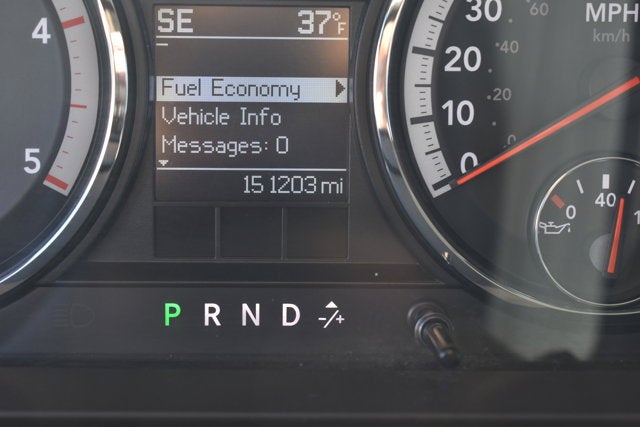 SE 37°F
Fuel Economy
Vehicle Info
Messages: 0
151203 mi
P R N D -/+
4
5
30
20
10
0
MPH
km/h
60
40
20
0
0 40